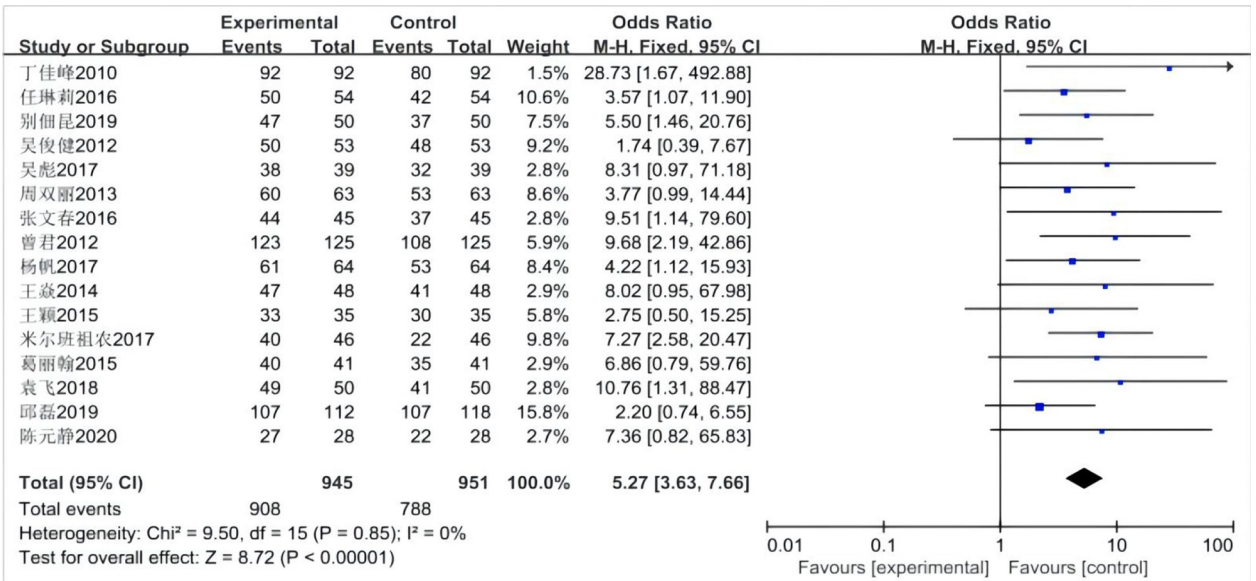 Experimental Control Odds Ratio Odds Ratio
Study or Subgroup Events Total Events Total Weight M-H, Fixed, 95% CI M-H, Fixed, 95% CI
丁佳峰2010 92 92 80 92 1.5% 28.73 [1.67, 492.88]
任琳莉2016 50 54 42 54 10.6% 3.57 [1.07, 11.90]
别佃昆2019 47 50 37 50 7.5% 5.50 [1.46, 20.76]
吴俊健2012 50 53 48 53 9.2% 1.74 [0.39, 7.67]
吴彪2017 38 39 32 39 2.8% 8.31 [0.97, 71.18]
周双丽2013 60 63 53 63 8.6% 3.77 [0.99, 14.44]
张文春2016 44 45 37 45 2.8% 9.51 [1.14, 79.60]
曾君2012 123 125 108 125 5.9% 9.68 [2.19, 42.86]
杨帆2017 61 64 53 64 8.4% 4.22 [1.12, 15.93]
王焱2014 47 48 41 48 2.9% 8.02 [0.95, 67.98]
王颖2015 33 35 30 35 5.8% 2.75 [0.50, 15.25]
米尔班祖农2017 40 46 22 46 9.8% 7.27 [2.58, 20.47]
葛丽翰2015 40 41 35 41 2.9% 6.86 [0.79, 59.76]
袁飞2018 49 50 41 50 2.8% 10.76 [1.31, 88.47]
邱磊2019 107 112 107 118 15.8% 2.20 [0.74, 6.55]
陈元静2020 27 28 22 28 2.7% 7.36 [0.82, 65.83]
Total (95% CI) 945 951 100.0% 5.27 [3.63, 7.66]
Total events 908 788
Heterogeneity: Chi² = 9.50, df = 15 (P = 0.85); I² = 0%
Test for overall effect: Z = 8.72 (P < 0.00001)
0.01 0.1 1 10 100
Favours [experimental] Favours [control]